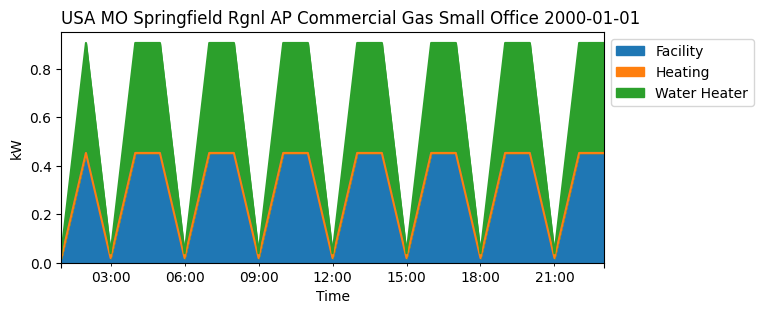 USA MO Springfield Rgnl AP Commercial Gas Small Office 2000-01-01
kW
0.8
0.6
0.4
0.2
0.0
03:00 06:00 09:00 12:00 15:00 18:00 21:00
Time
Facility
Heating
Water Heater